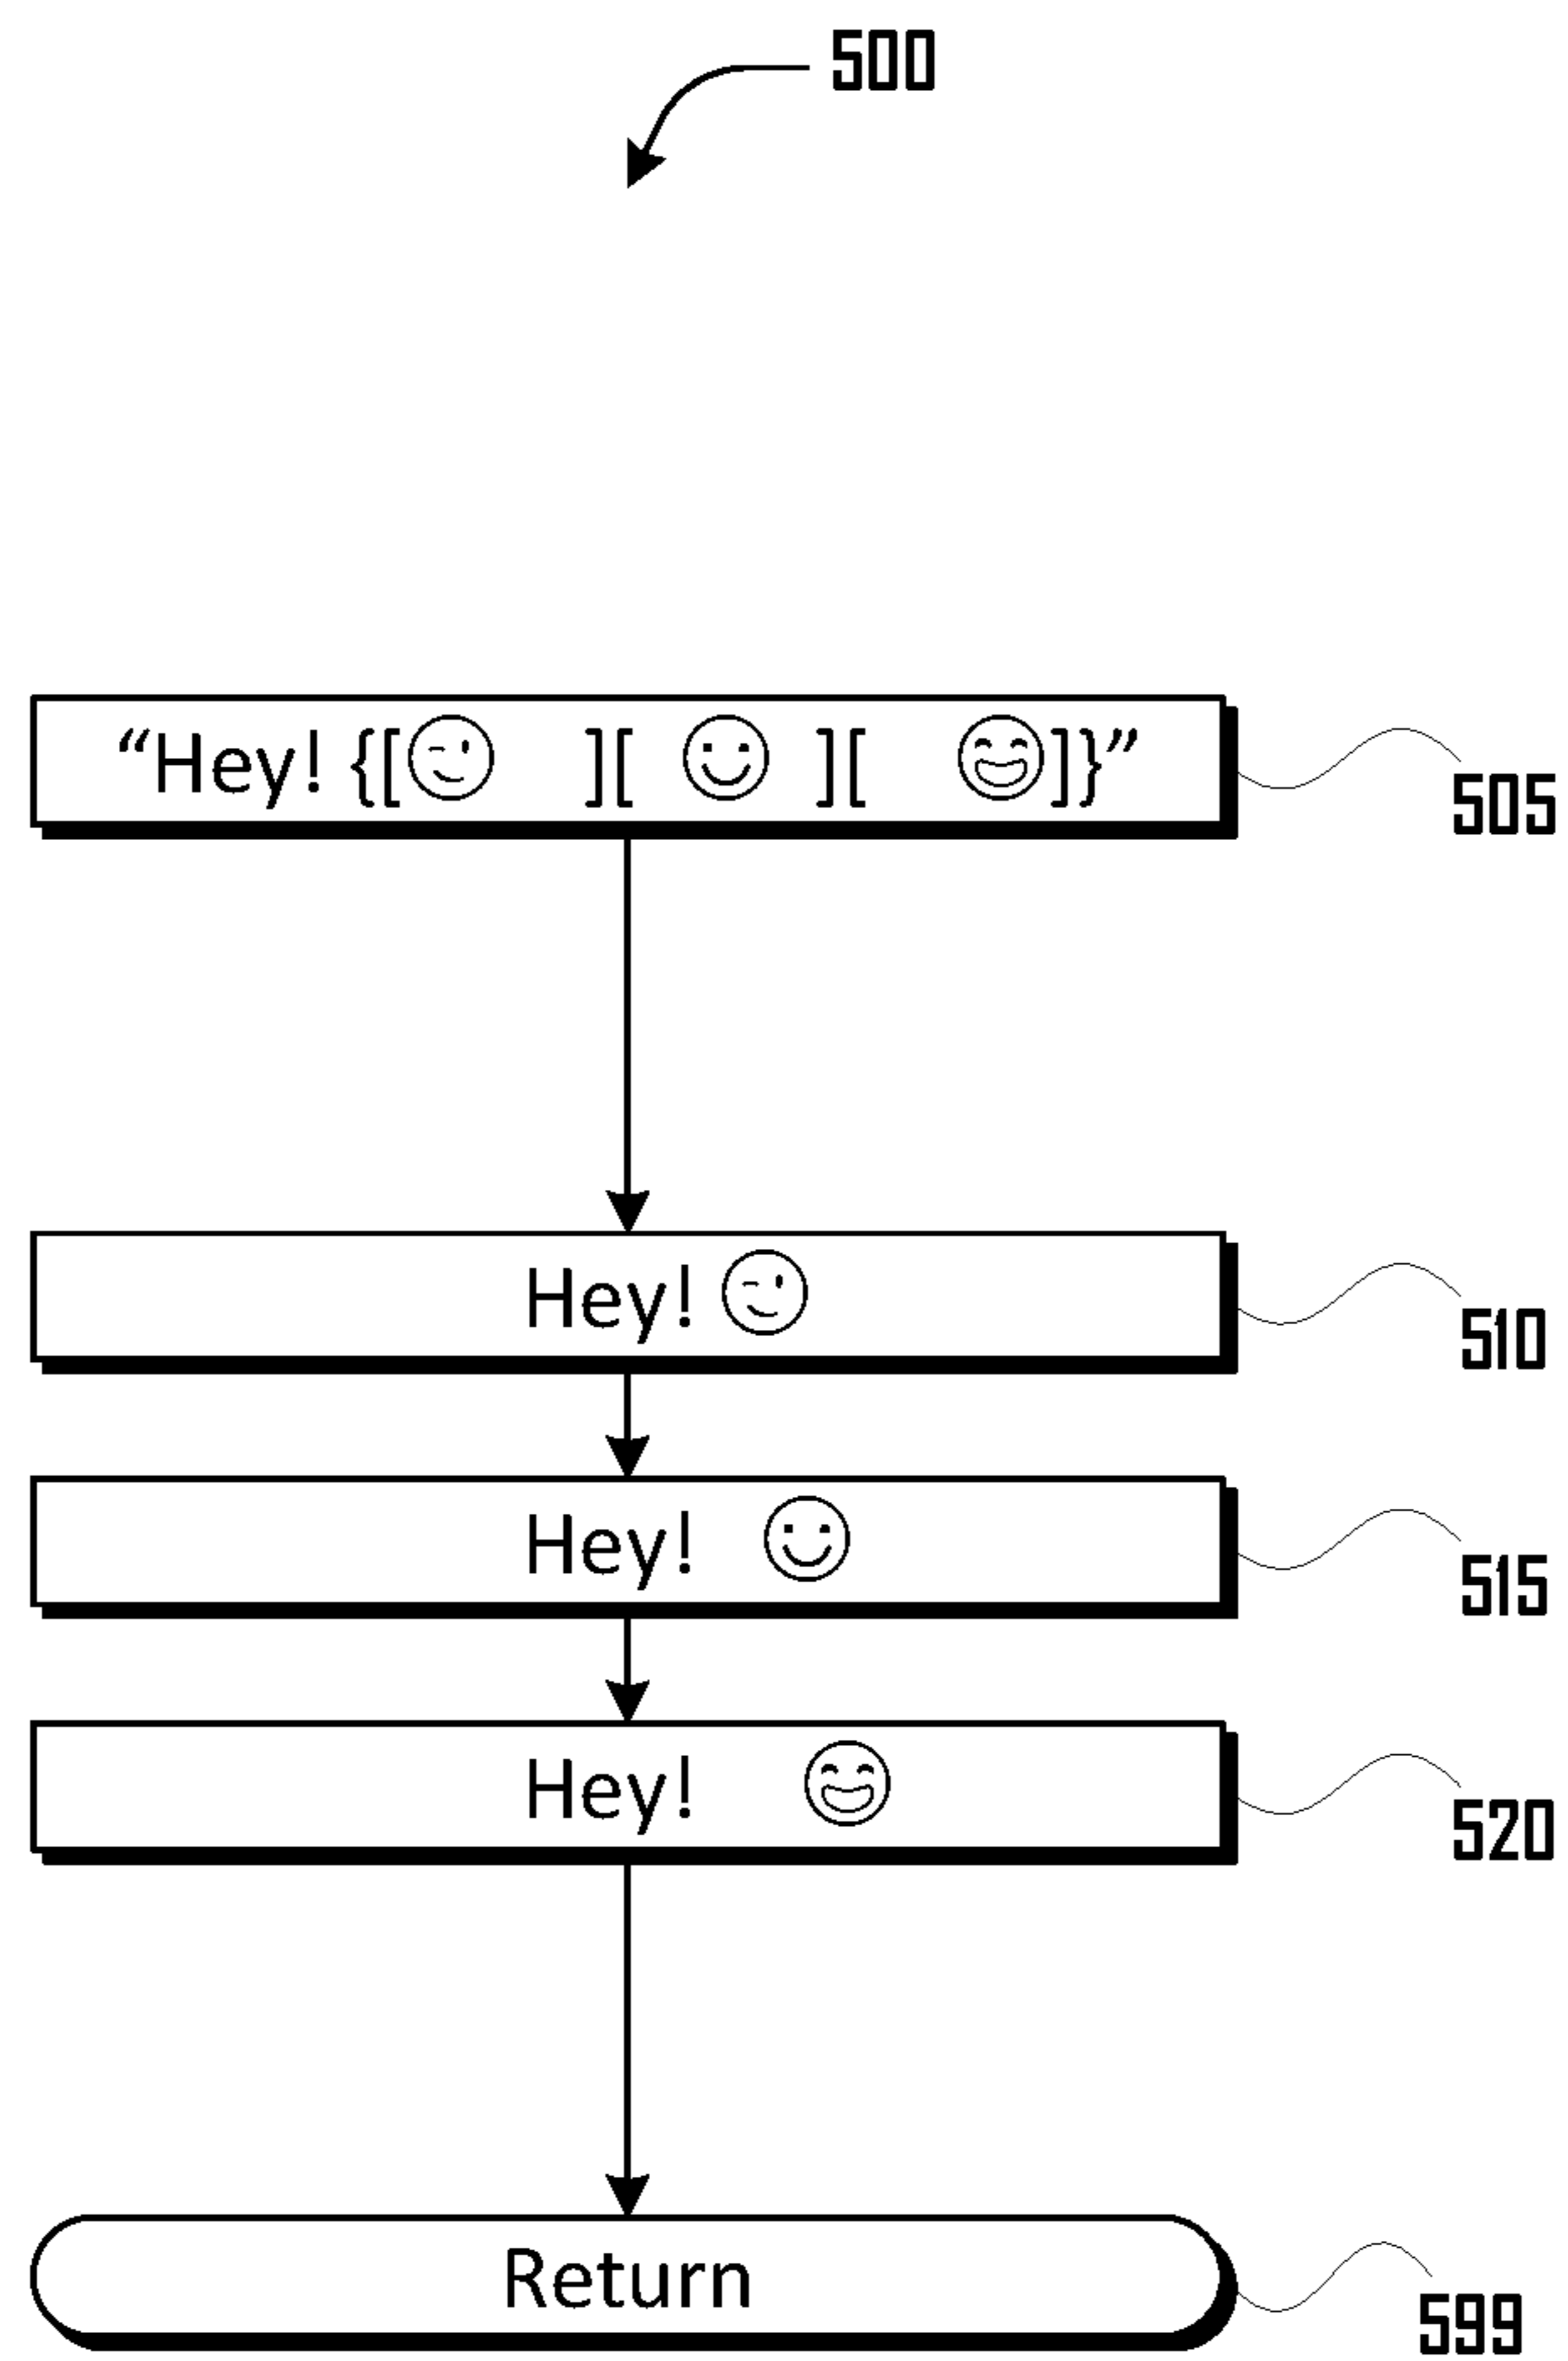 500
“Hey! {[😉 ][ 🙂 ][ 😄]}”
505
Hey! 😉
510
Hey! 🙂
515
Hey! 😄
520
Return
599